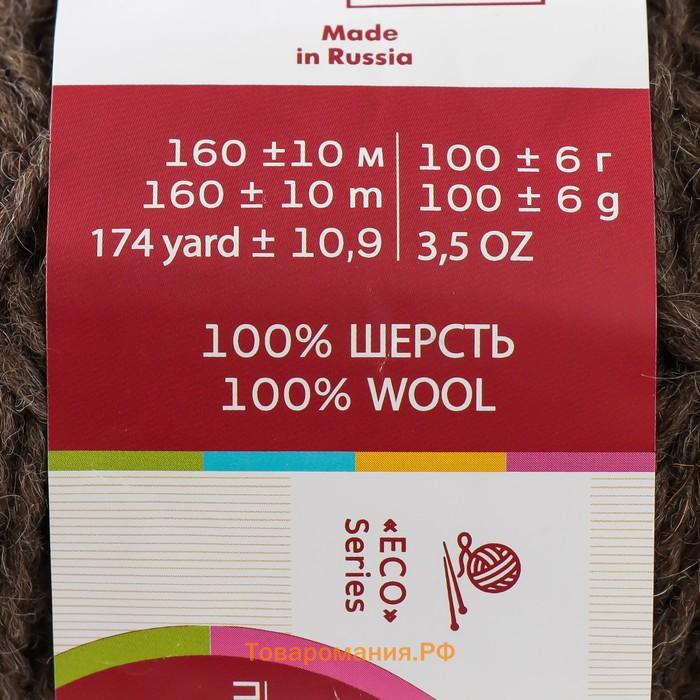 Made
in Russia
160 ±10 м 100 ± 6 г
160 ± 10 m 100 ± 6 g
174 yard ± 10,9 3,5 OZ
100% ШЕРСТЬ
100% WOOL
«ECO»
Series
Товаромания.РФ